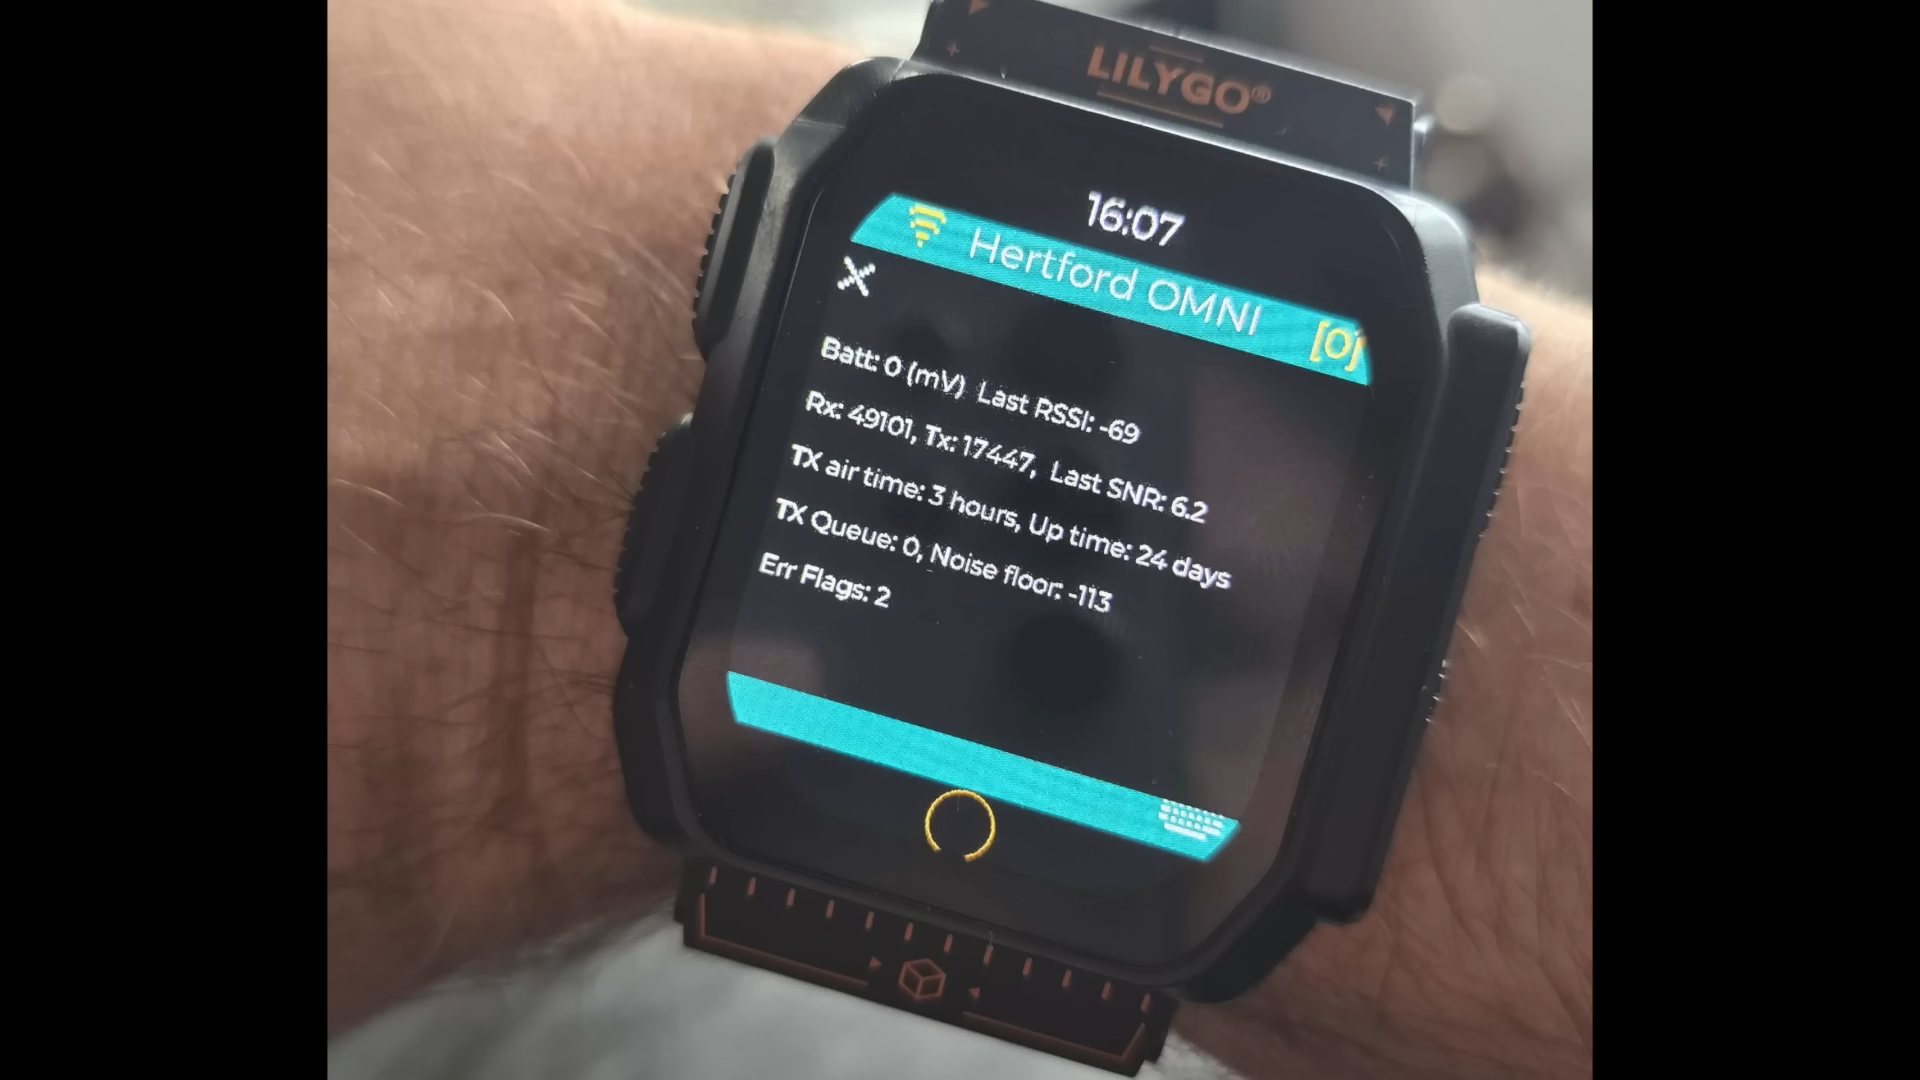 LILYGO®
16:07
Hertford OMNI [0]
Batt: 0 (mV) Last RSSI: -69
Rx: 49101, Tx: 17447, Last SNR: 6.2
TX air time: 3 hours, Up time: 24 days
TX Queue: 0, Noise floor: -113
Err Flags: 2